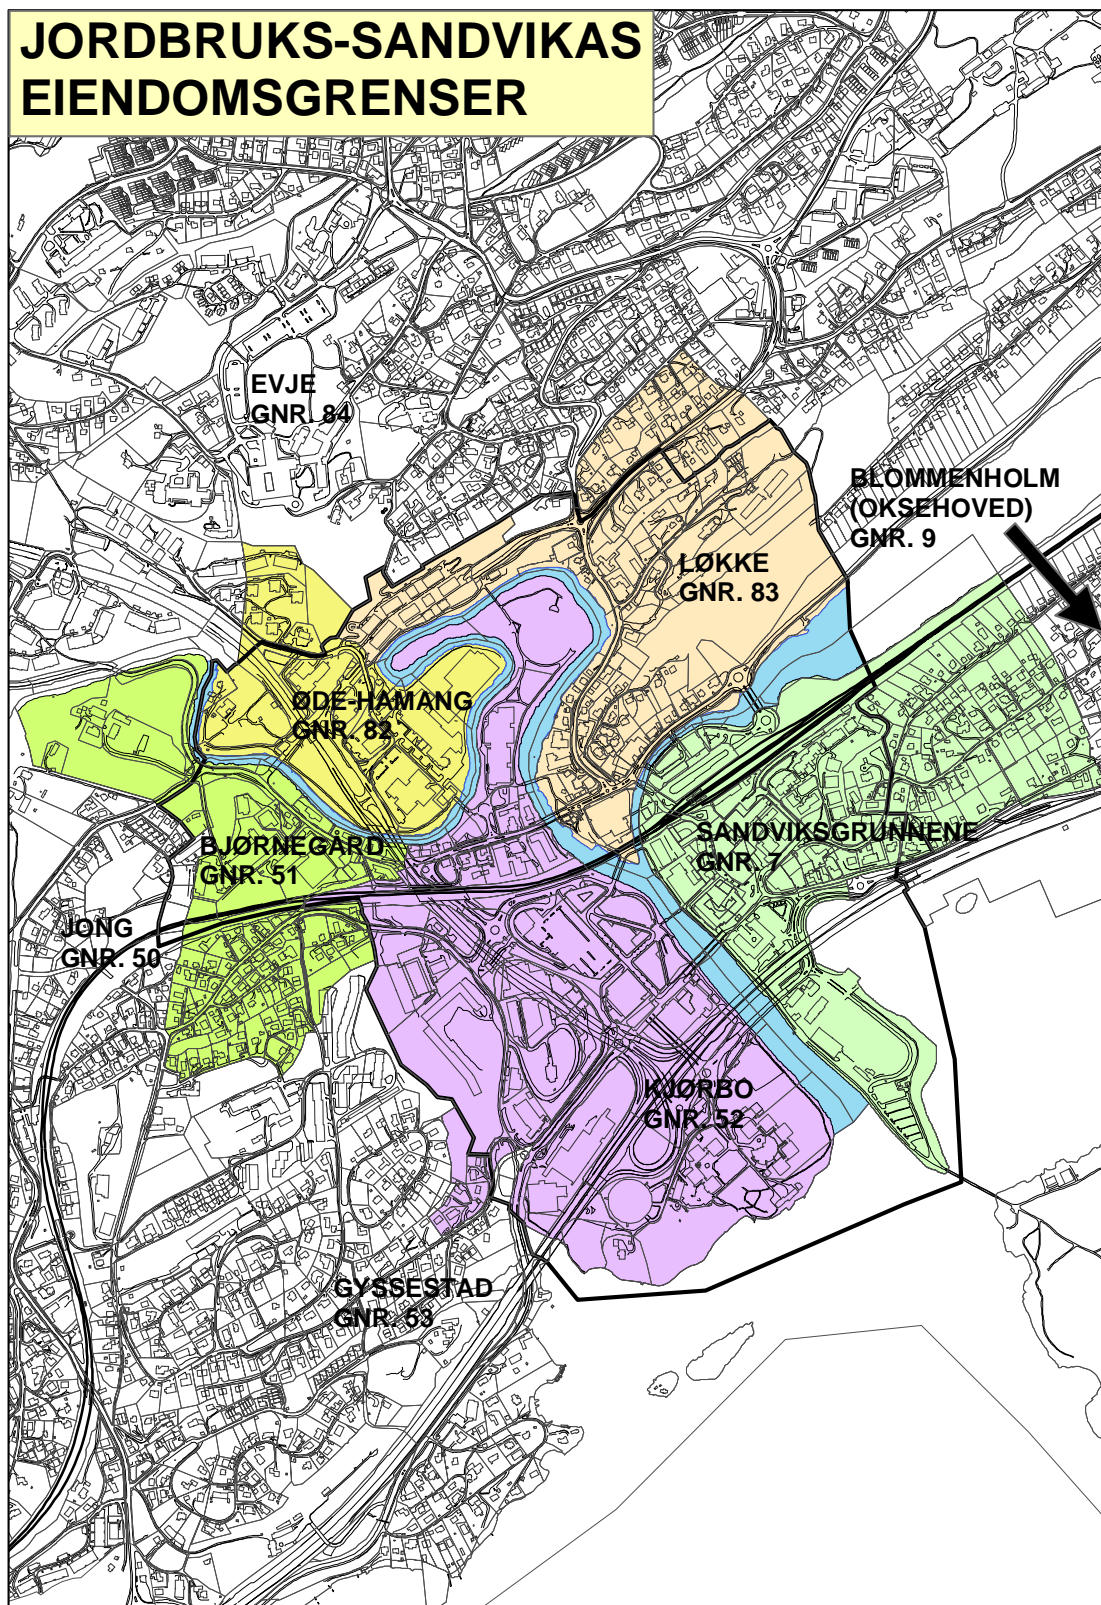 JORDBRUKS-SANDVIKAS
EIENDOMSGRENSER
EVJE
GNR. 84
BLOMMENHOLM
(OKSEHOVED)
GNR. 9
LØKKE
GNR. 83
ØDE-HAMANG
GNR. 82
SANDVIKSGRUNNENE
GNR. 7
BJØRNEGÅRD
GNR. 51
JONG
GNR. 50
KJØRBO
GNR. 52
GYSSESTAD
GNR. 53